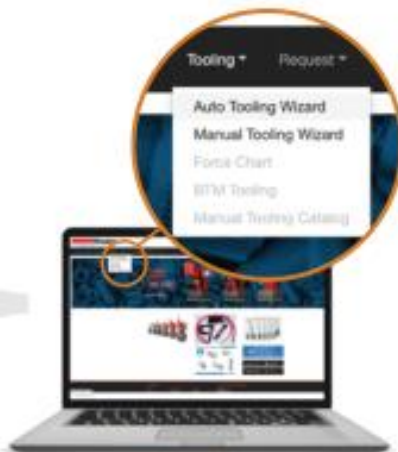 Tooling Request
Auto Tooling Wizard
Manual Tooling Wizard
Force Chart
BTM Tooling
Manual Tooling Catalog